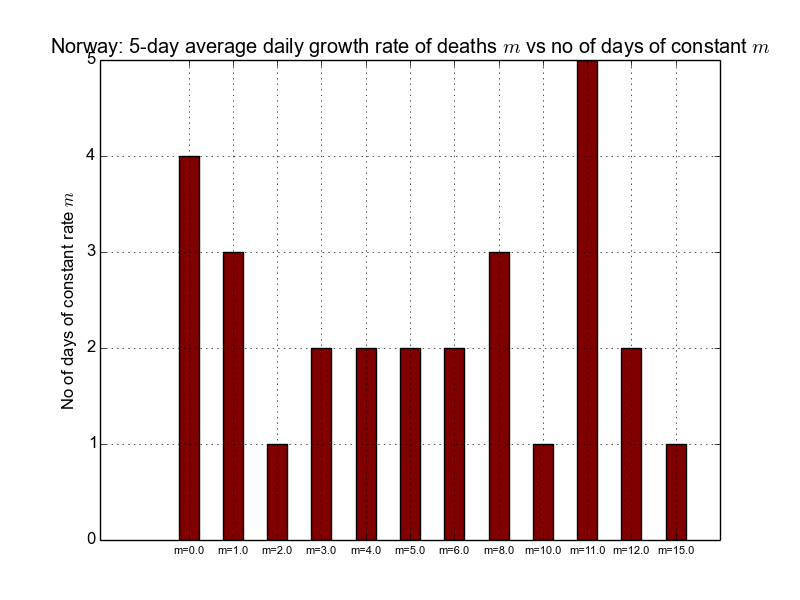 Norway: 5-day average daily growth rate of deaths m vs no of days of constant m
No of days of constant rate m
5
4
3
2
1
0
m=0.0 m=1.0 m=2.0 m=3.0 m=4.0 m=5.0 m=6.0 m=8.0 m=10.0 m=11.0 m=12.0 m=15.0